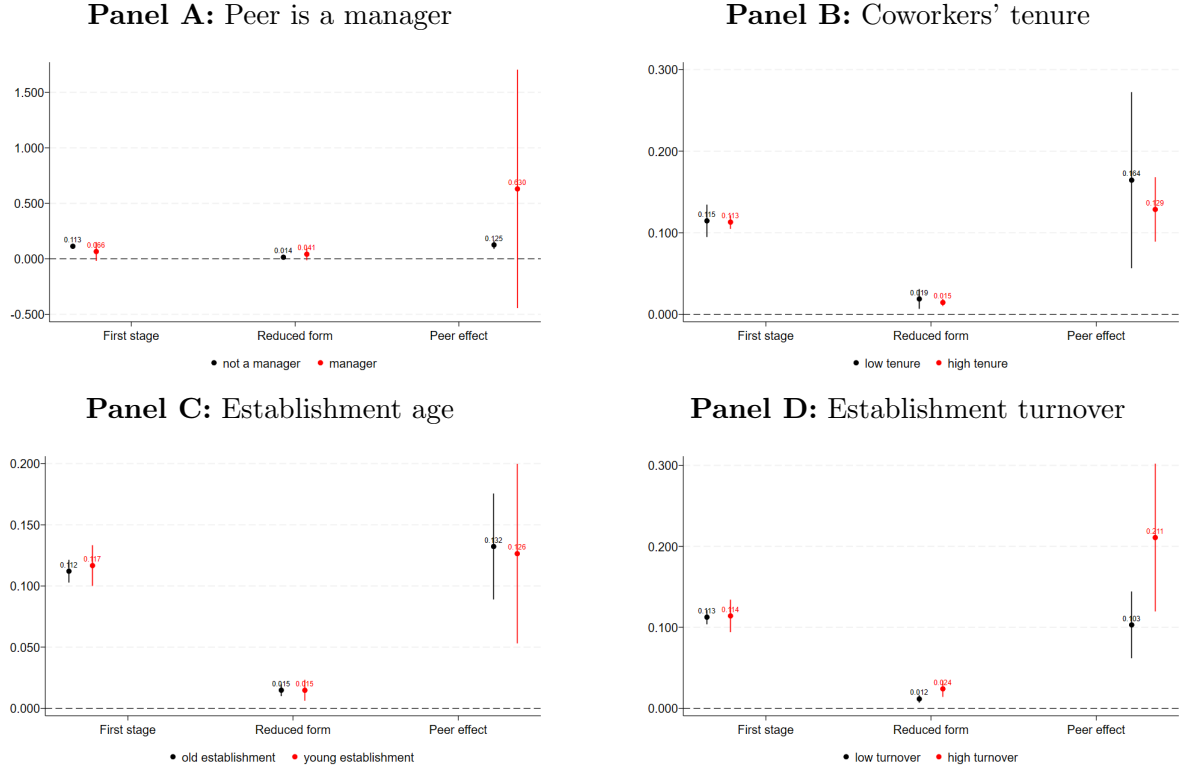 Panel A: Peer is a manager
1.500
1.000
0.500
0.000
-0.500
0.113
0.066
0.014
0.041
0.125
0.630
First stage
Reduced form
Peer effect
not a manager
manager
Panel B: Coworkers' tenure
0.300
0.200
0.100
0.000
0.115
0.113
0.019
0.015
0.164
0.129
First stage
Reduced form
Peer effect
low tenure
high tenure
Panel C: Establishment age
0.200
0.150
0.100
0.050
0.000
0.112
0.117
0.015
0.015
0.132
0.126
First stage
Reduced form
Peer effect
old establishment
young establishment
Panel D: Establishment turnover
0.300
0.200
0.100
0.000
0.113
0.114
0.012
0.024
0.103
0.211
First stage
Reduced form
Peer effect
low turnover
high turnover